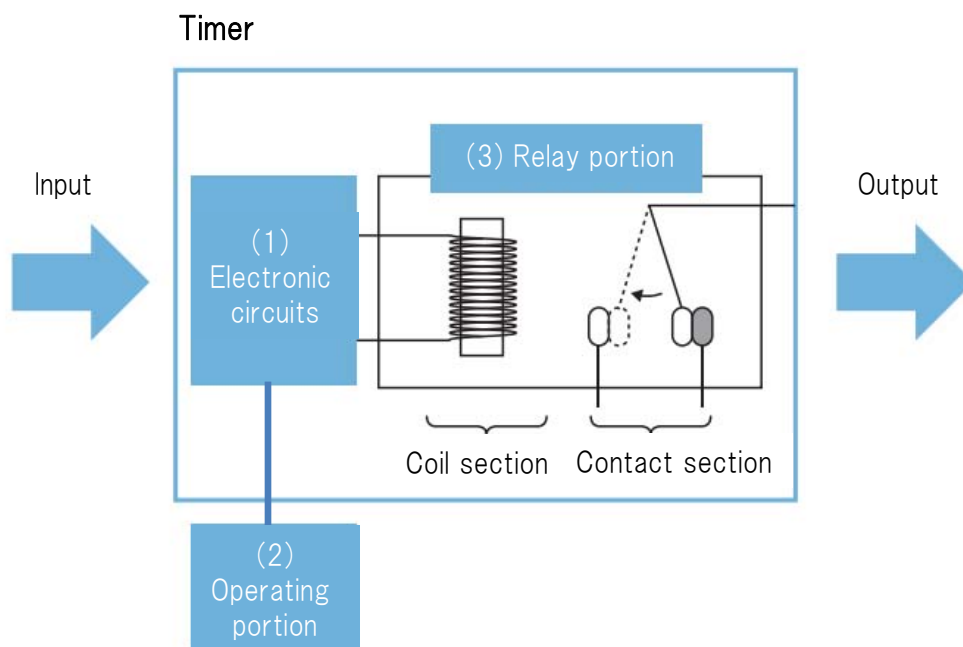 Timer
Input
(3) Relay portion
Output
(1)
Electronic
circuits
Coil section
Contact section
(2)
Operating
portion